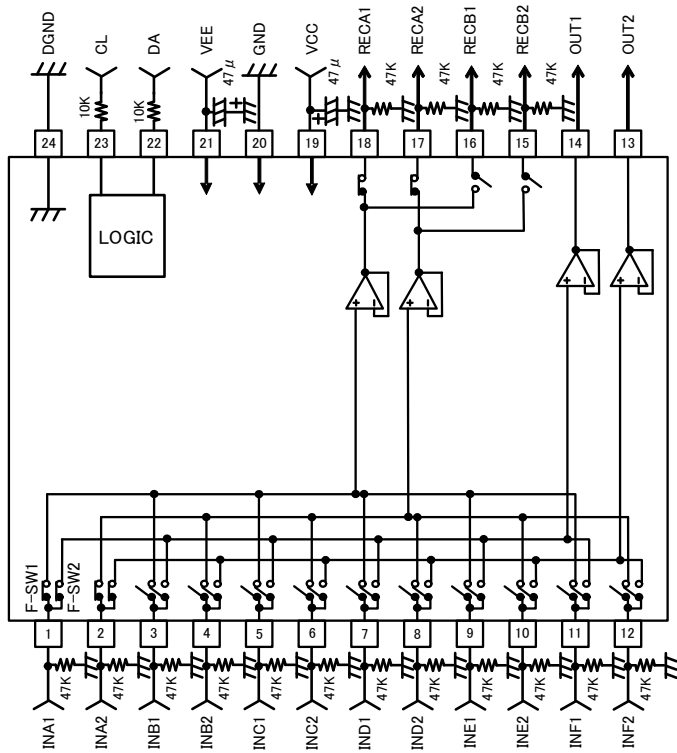 DGND
CL
DA
VEE
GND
VCC
RECA1
RECA2
RECB1
RECB2
OUT1
OUT2
10K
10K
47μ
+
47μ
+
47K
47K
47K
47K
24
23
22
21
20
19
18
17
16
15
14
13
LOGIC
+
-
+
-
+
-
+
-
F-SW1
F-SW2
1
2
3
4
5
6
7
8
9
10
11
12
47K
47K
47K
47K
47K
47K
47K
47K
47K
47K
47K
47K
INA1
INA2
INB1
INB2
INC1
INC2
IND1
IND2
INE1
INE2
INF1
INF2